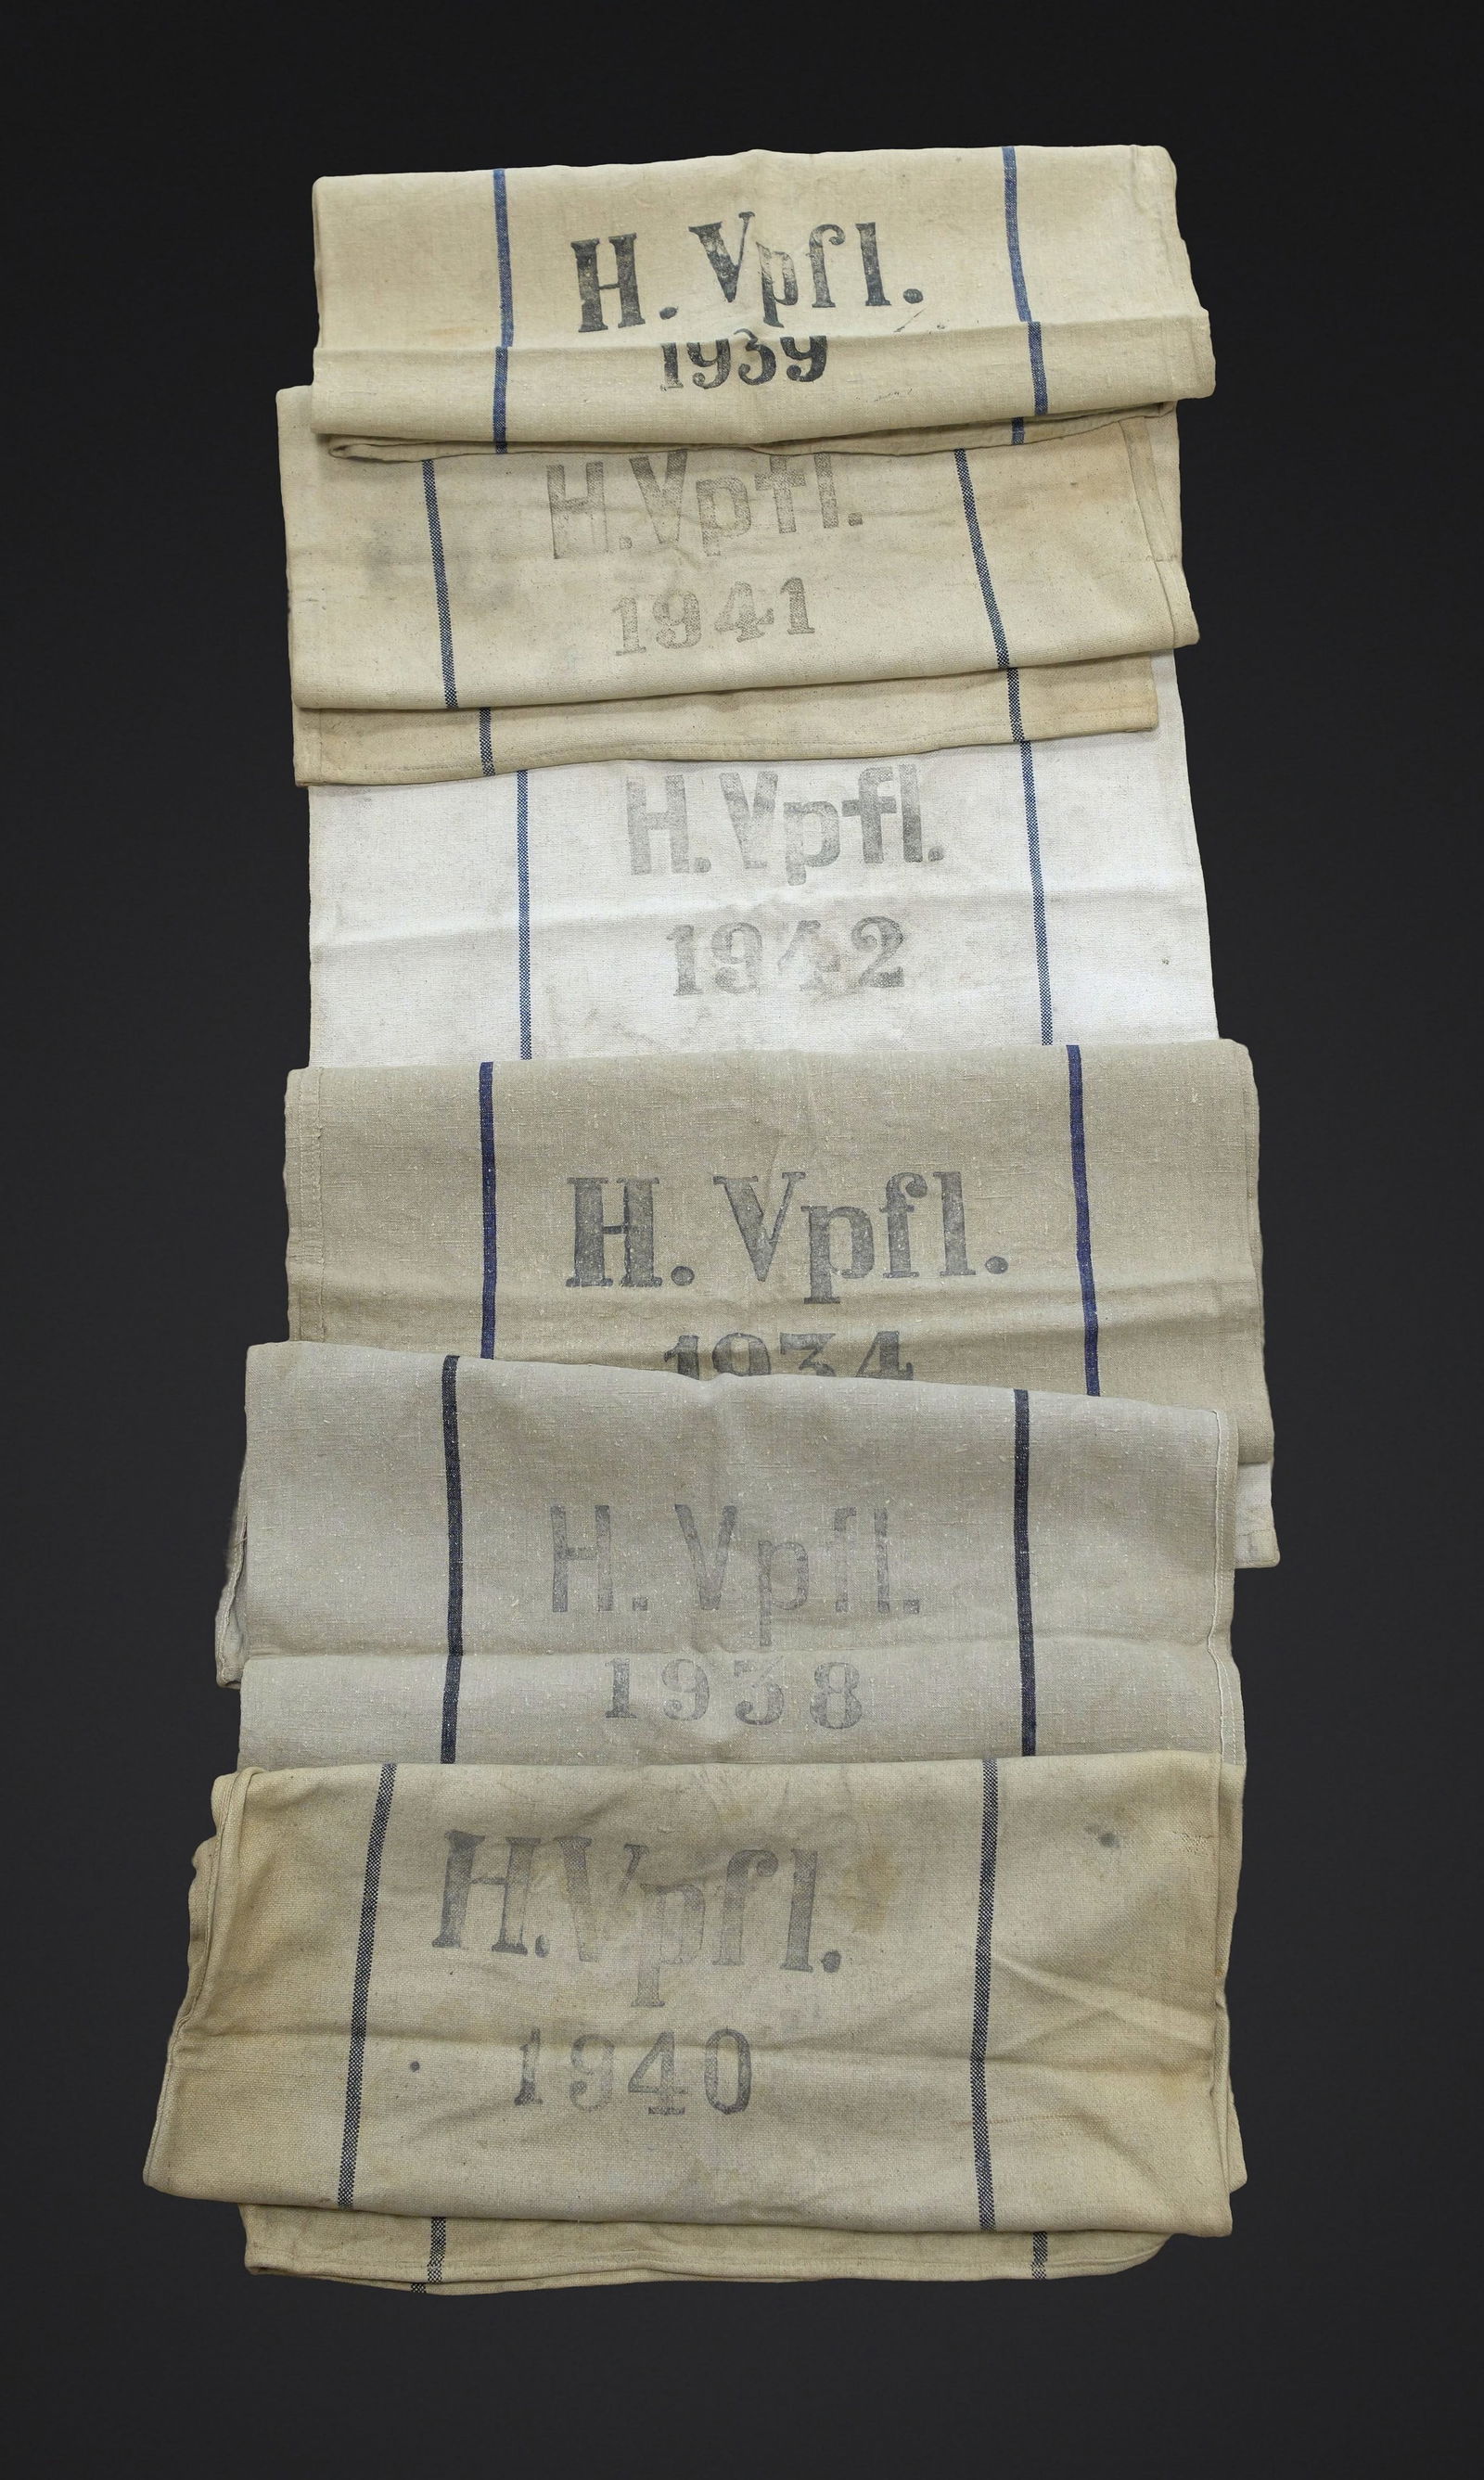 H. Vpfl.
1939
H.Vpfl.
1941
H.Vpfl.
1942
H. Vpfl.
1934
H. Vpfl.
1938
H.Vpfl.
1940